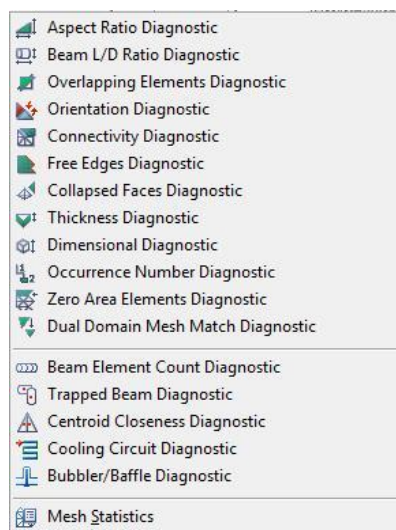 Aspect Ratio Diagnostic
Beam L/D Ratio Diagnostic
Overlapping Elements Diagnostic
Orientation Diagnostic
Connectivity Diagnostic
Free Edges Diagnostic
Collapsed Faces Diagnostic
Thickness Diagnostic
Dimensional Diagnostic
Occurrence Number Diagnostic
Zero Area Elements Diagnostic
Dual Domain Mesh Match Diagnostic
Beam Element Count Diagnostic
Trapped Beam Diagnostic
Centroid Closeness Diagnostic
Cooling Circuit Diagnostic
Bubbler/Baffle Diagnostic
Mesh Statistics